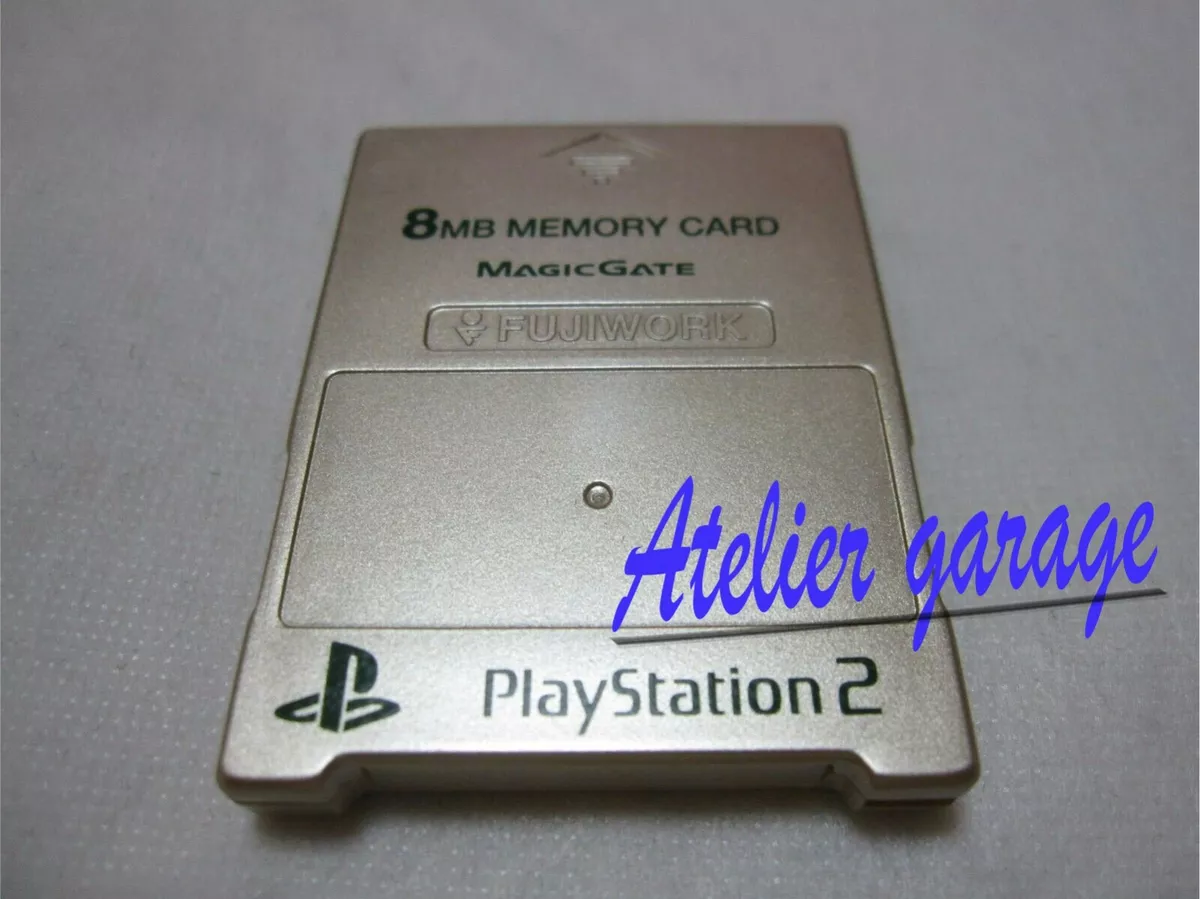 8MB MEMORY CARD
MAGICGATE
FUJIWORK
Atelier garage
PlayStation 2